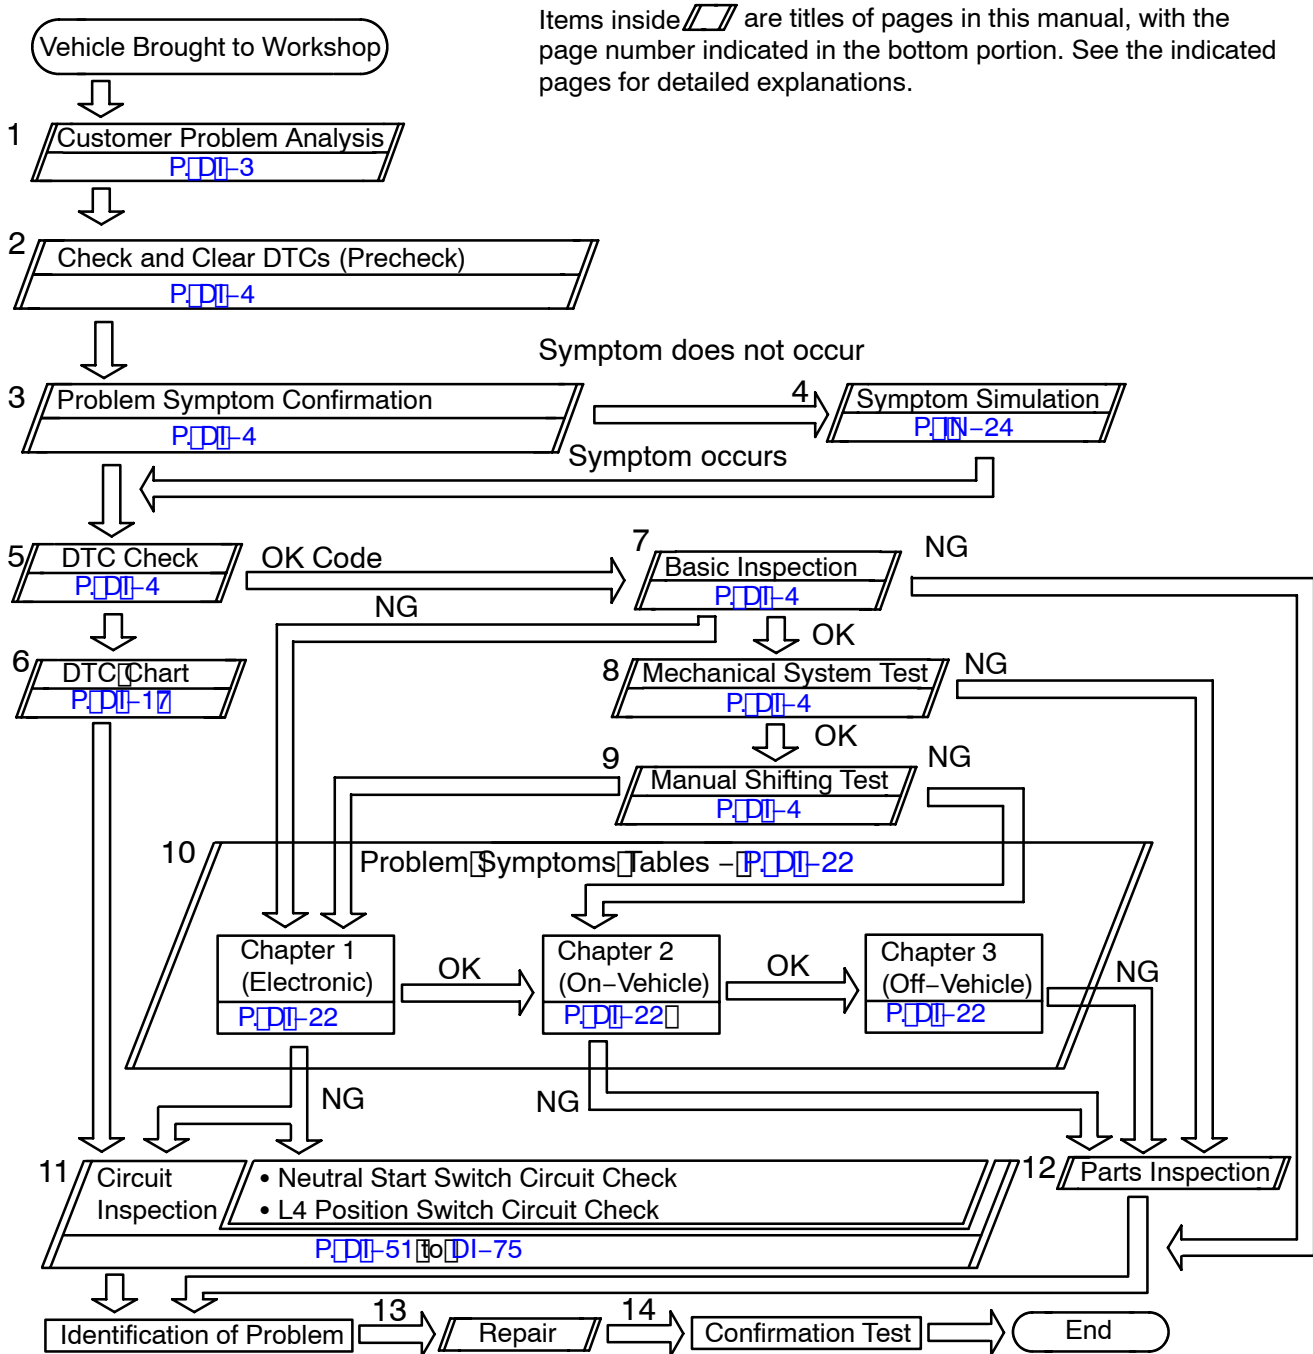 Items inside are titles of pages in this manual, with the
page number indicated in the bottom portion. See the indicated
pages for detailed explanations.
Vehicle Brought to Workshop
1
Customer Problem Analysis
P. DI–3
2
Check and Clear DTCs (Precheck)
P. DI–4
Symptom does not occur
3
Problem Symptom Confirmation
P. DI–4
4
Symptom Simulation
P. IN–24
Symptom occurs
5
DTC Check
P. DI–4
OK Code
7
Basic Inspection
P. DI–4
NG
NG
OK
6
DTC Chart
P. DI–17
8
Mechanical System Test
P. DI–4
NG
OK
9
Manual Shifting Test
P. DI–4
NG
10
Problem Symptoms Tables – P. DI–22
Chapter 1
(Electronic)
P. DI–22
OK
Chapter 2
(On–Vehicle)
P. DI–22
OK
Chapter 3
(Off–Vehicle)
P. DI–22
NG
NG
NG
11
Circuit
Inspection
• Neutral Start Switch Circuit Check
• L4 Position Switch Circuit Check
P. DI–51 to DI–75
12
Parts Inspection
Identification of Problem
13
Repair
14
Confirmation Test
End